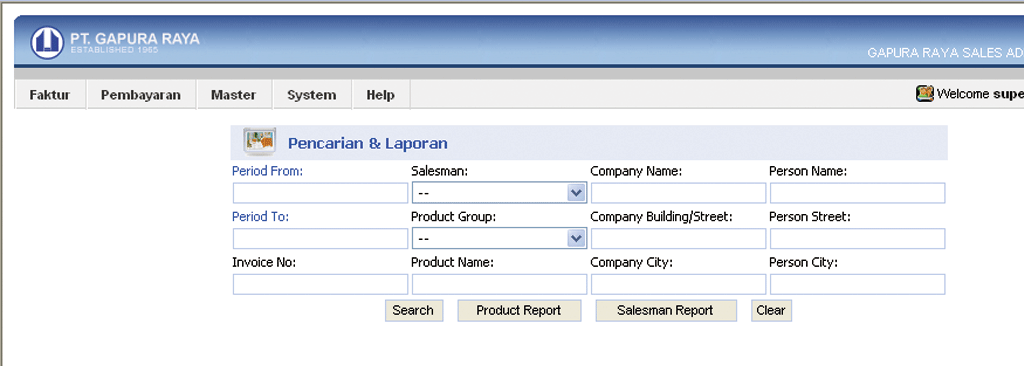 PT. GAPURA RAYA
ESTABLISHED 1965
GAPURA RAYA SALES AD
Faktur Pembayaran Master System Help Welcome supe
Pencarian & Laporan
Period From: Salesman: Company Name: Person Name:
--
Period To: Product Group: Company Building/Street: Person Street:
--
Invoice No: Product Name: Company City: Person City:
Search Product Report Salesman Report Clear